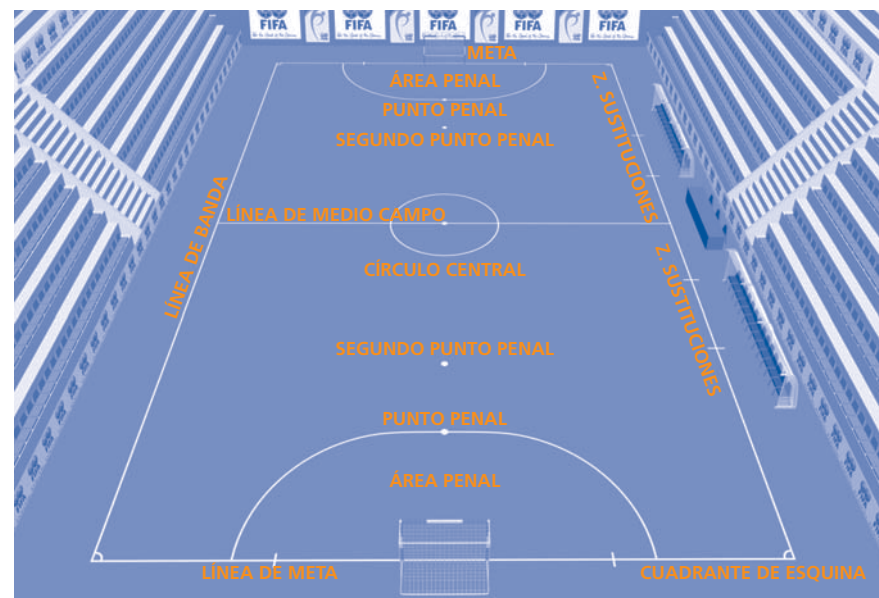 FIFA
FIFA
FIFA
FIFA
FIFA
META
ÁREA PENAL
PUNTO PENAL
SEGUNDO PUNTO PENAL
Z. SUSTITUCIONES
LÍNEA DE BANDA
LÍNEA DE MEDIO CAMPO
CÍRCULO CENTRAL
Z. SUSTITUCIONES
SEGUNDO PUNTO PENAL
PUNTO PENAL
ÁREA PENAL
LÍNEA DE META
CUADRANTE DE ESQUINA